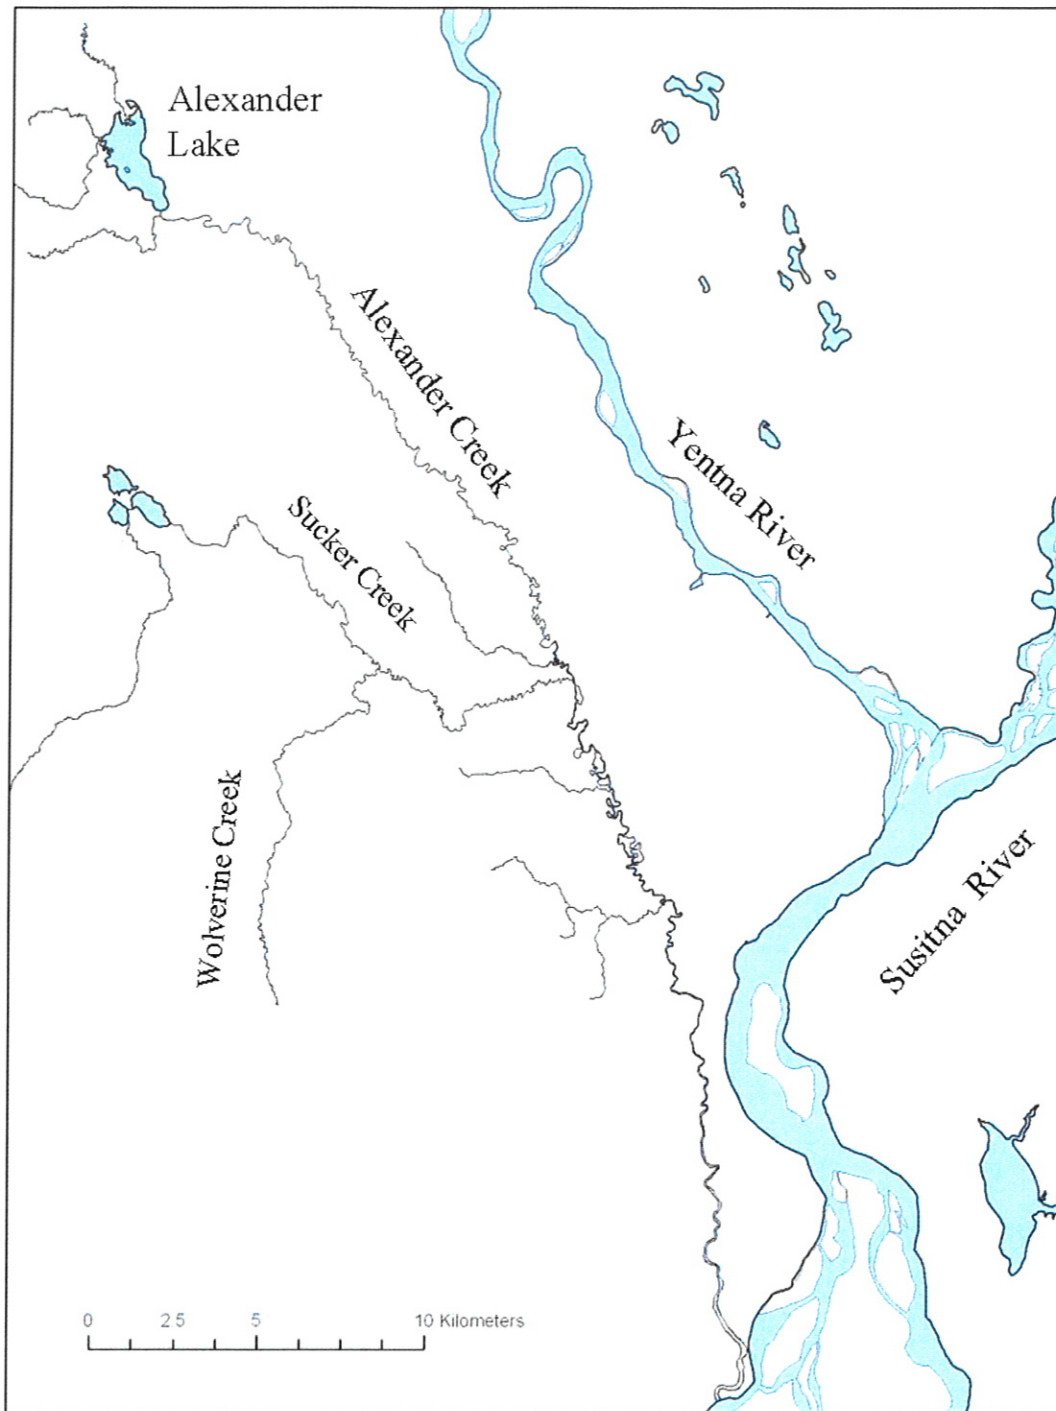 Alexander
Lake
Alexander Creek
Yentna River
Sucker Creek
Wolverine Creek
Susitna River
0 2.5 5 10 Kilometers